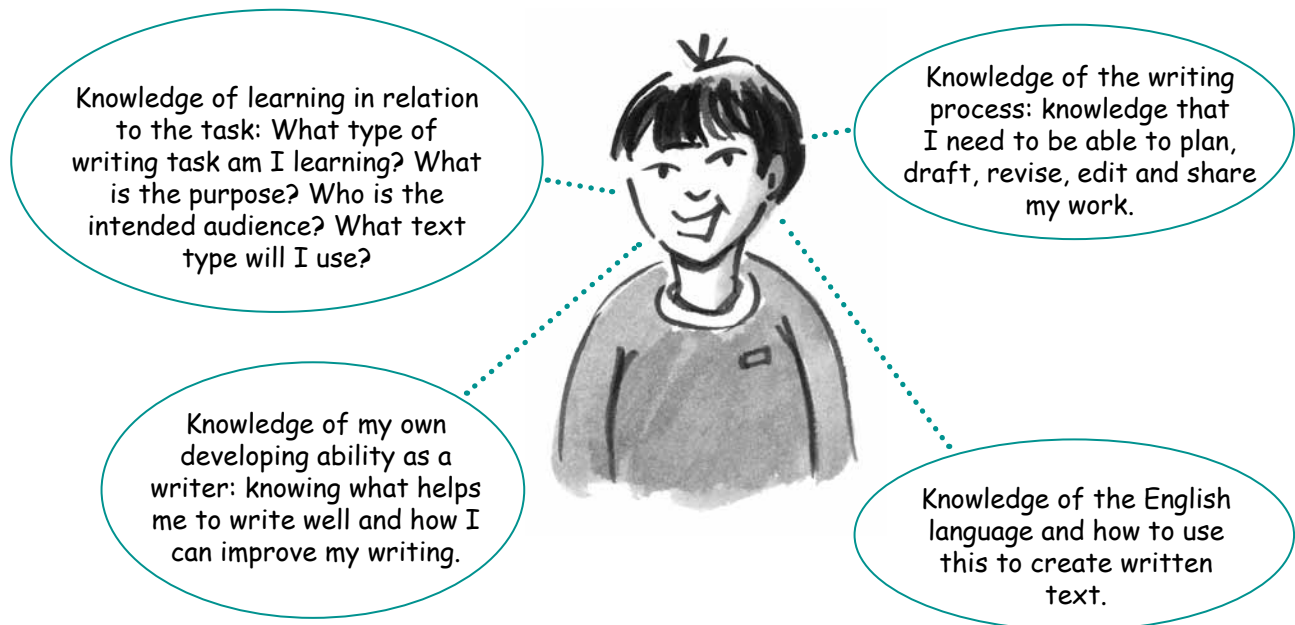 Knowledge of learning in relation
to the task: What type of
writing task am I learning? What
is the purpose? Who is the
intended audience? What text
type will I use?
Knowledge of the writing
process: knowledge that
I need to be able to plan,
draft, revise, edit and share
my work.
Knowledge of my own
developing ability as a
writer: knowing what helps
me to write well and how I
can improve my writing.
Knowledge of the English
language and how to use
this to create written
text.